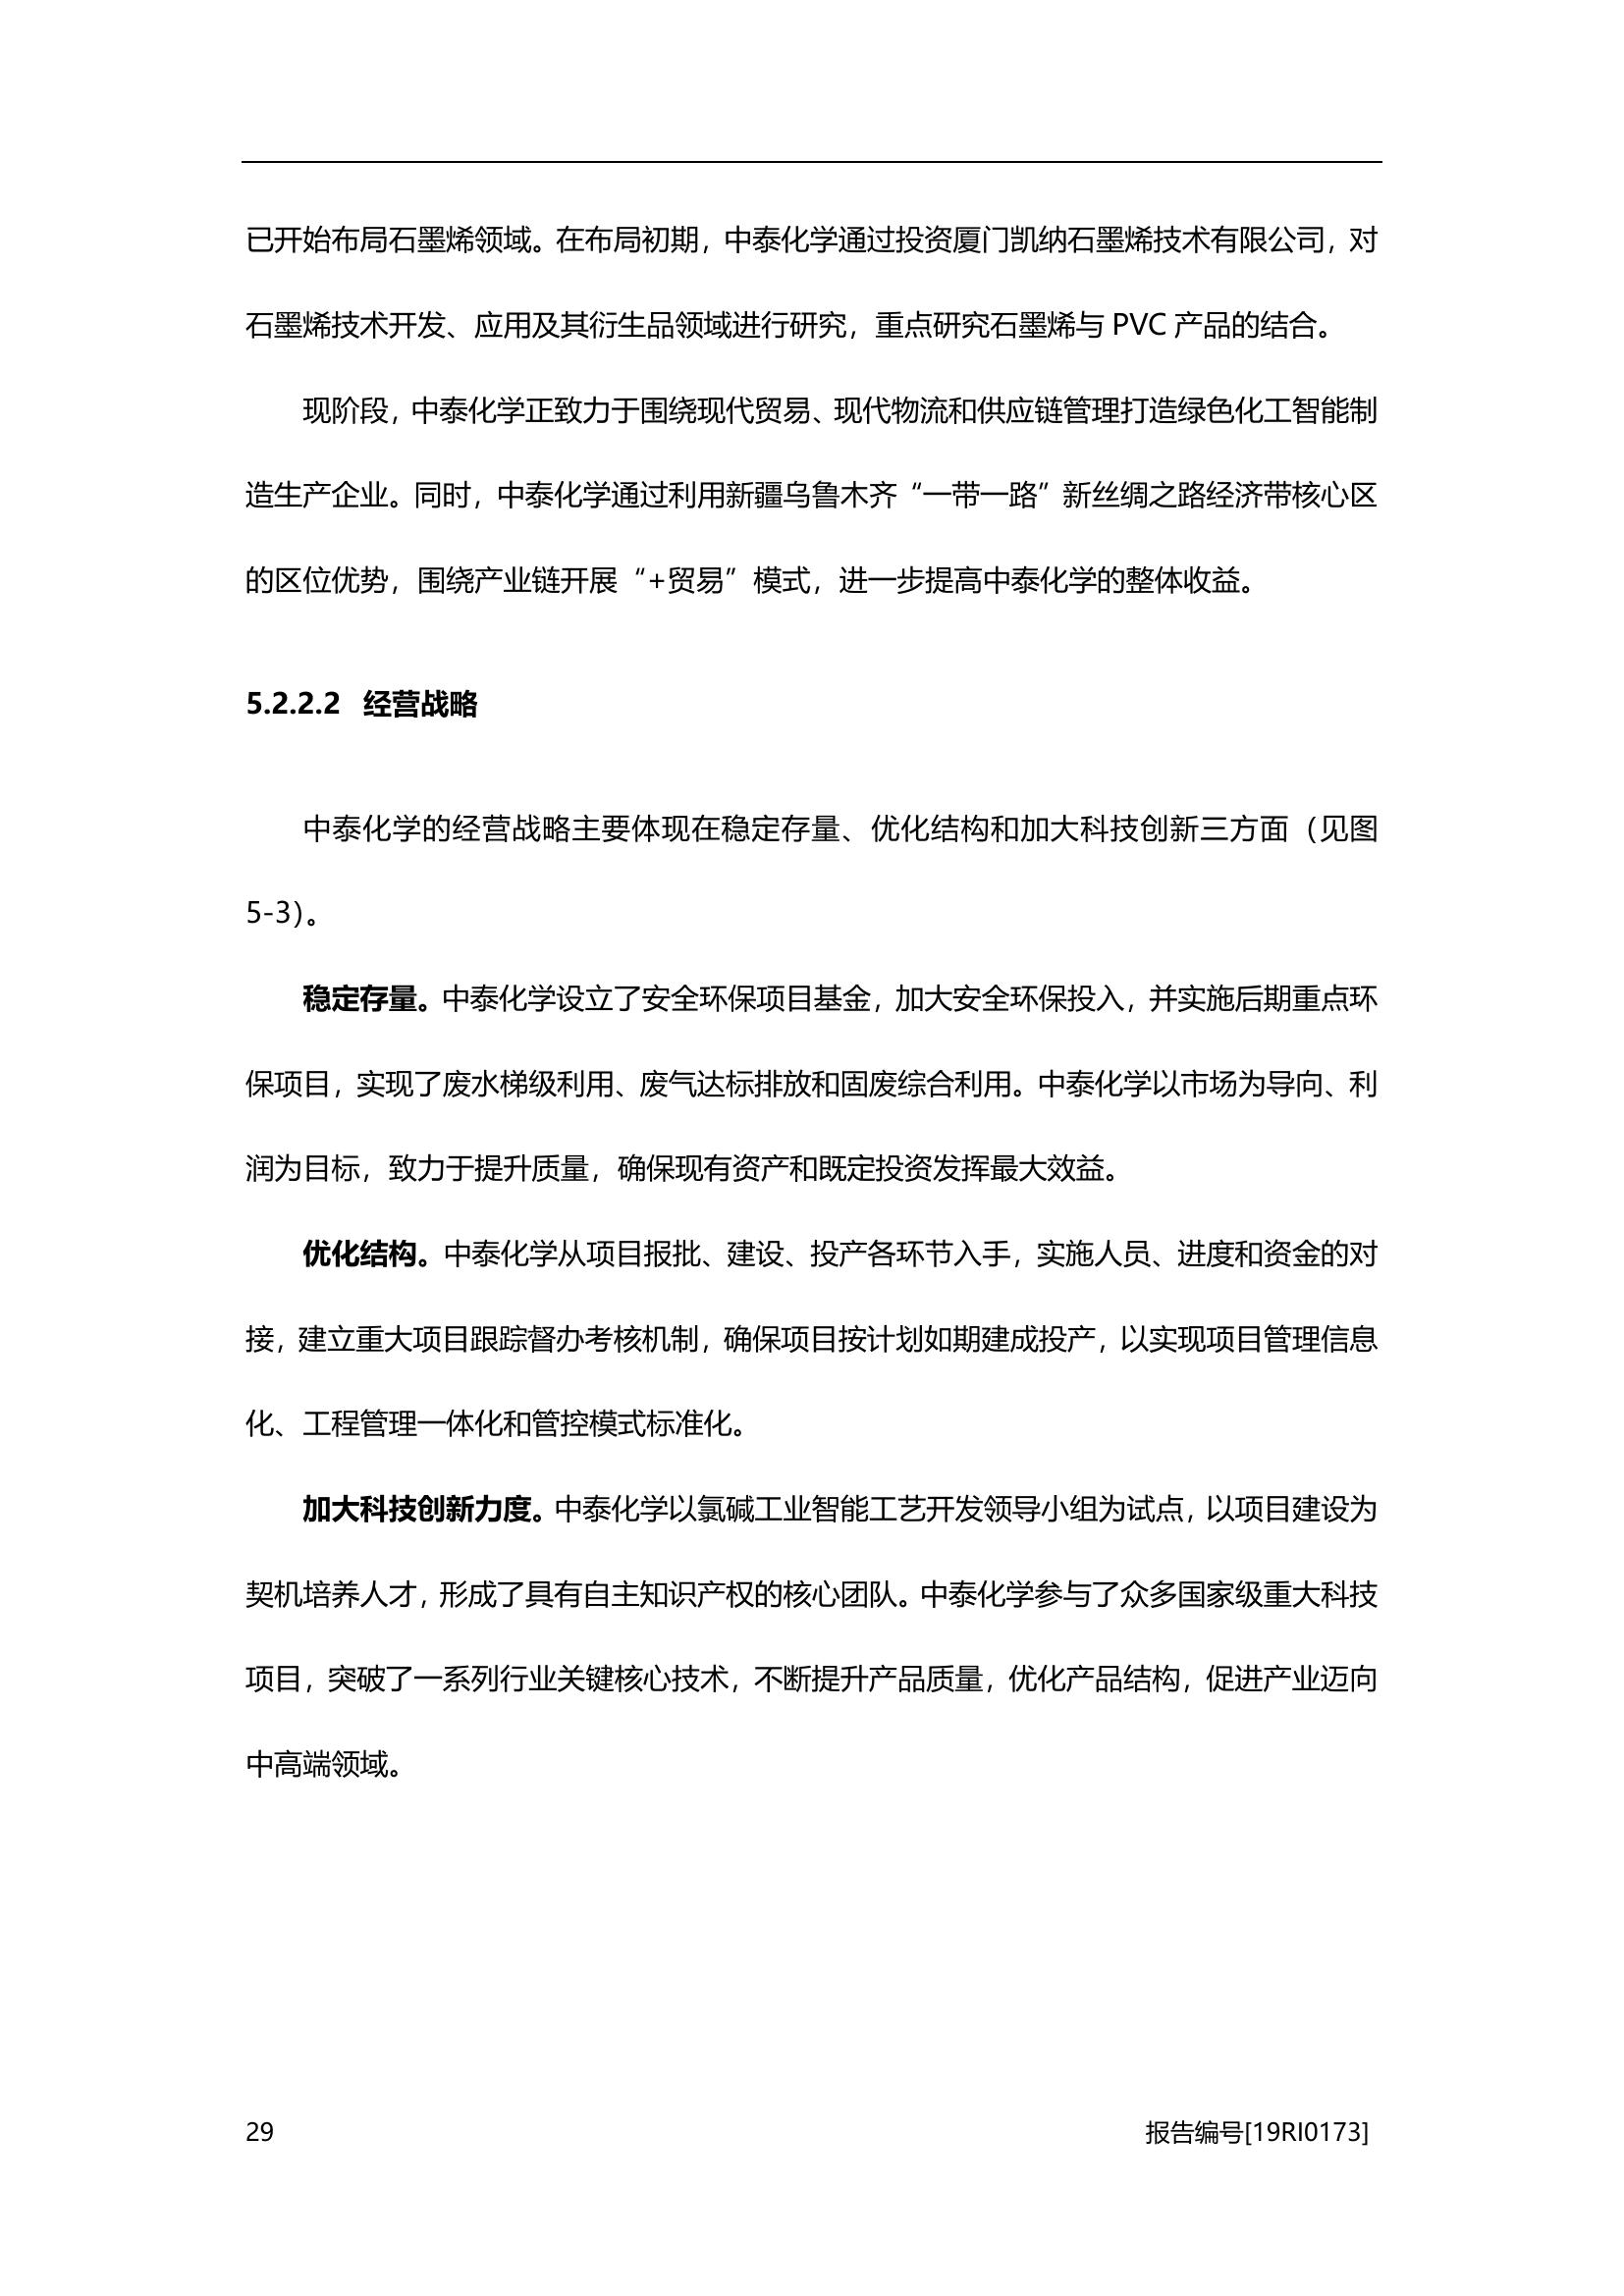 已开始布局石墨烯领域。在布局初期，中泰化学通过投资厦门凯纳石墨烯技术有限公司，对
石墨烯技术开发、应用及其衍生品领域进行研究，重点研究石墨烯与 PVC 产品的结合。
现阶段，中泰化学正致力于围绕现代贸易、现代物流和供应链管理打造绿色化工智能制
造生产企业。同时，中泰化学通过利用新疆乌鲁木齐“一带一路”新丝绸之路经济带核心区
的区位优势，围绕产业链开展“+贸易”模式，进一步提高中泰化学的整体收益。
5.2.2.2 经营战略
中泰化学的经营战略主要体现在稳定存量、优化结构和加大科技创新三方面（见图
5-3）。
稳定存量。中泰化学设立了安全环保项目基金，加大安全环保投入，并实施后期重点环
保项目，实现了废水梯级利用、废气达标排放和固废综合利用。中泰化学以市场为导向、利
润为目标，致力于提升质量，确保现有资产和既定投资发挥最大效益。
优化结构。中泰化学从项目报批、建设、投产各环节入手，实施人员、进度和资金的对
接，建立重大项目跟踪督办考核机制，确保项目按计划如期建成投产，以实现项目管理信息
化、工程管理一体化和管控模式标准化。
加大科技创新力度。中泰化学以氯碱工业智能工艺开发领导小组为试点，以项目建设为
契机培养人才，形成了具有自主知识产权的核心团队。中泰化学参与了众多国家级重大科技
项目，突破了一系列行业关键核心技术，不断提升产品质量，优化产品结构，促进产业迈向
中高端领域。
29 报告编号[19RI0173]